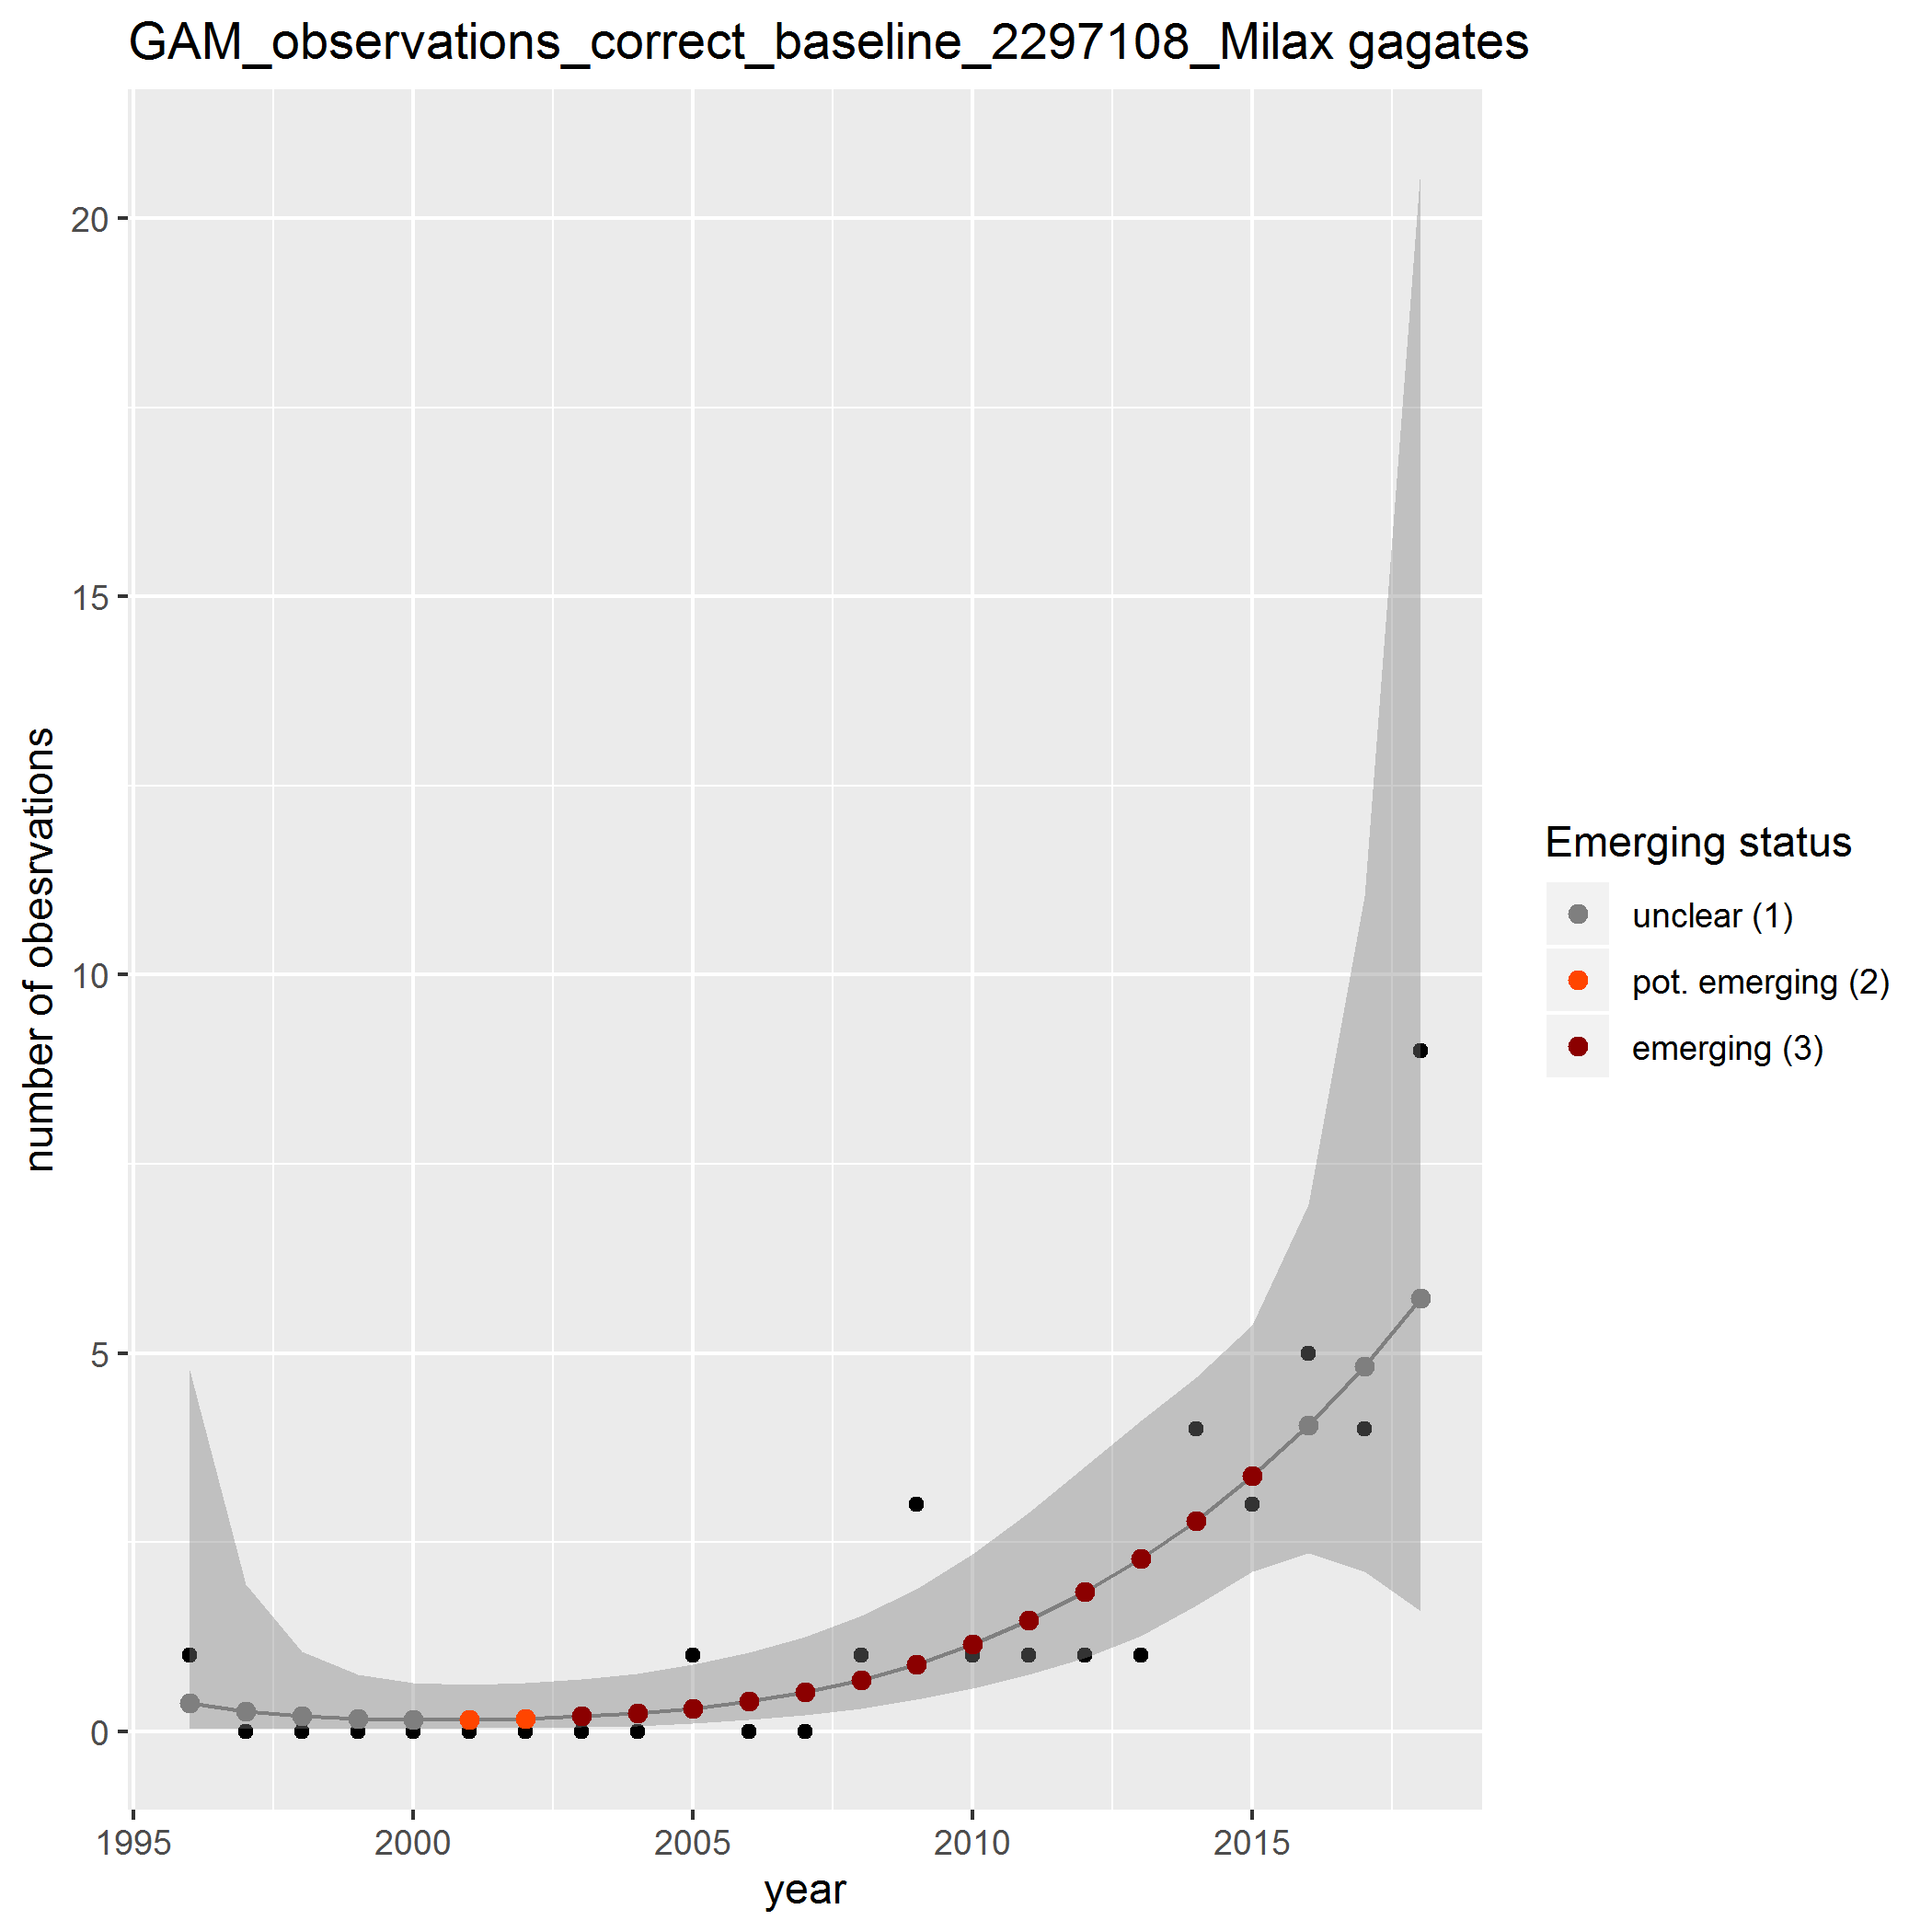 GAM_observations_correct_baseline_2297108_Milax gagates
20
15
10
5
0
number of obesrvations
1995
2000
2005
2010
2015
year
Emerging status
unclear (1)
pot. emerging (2)
emerging (3)